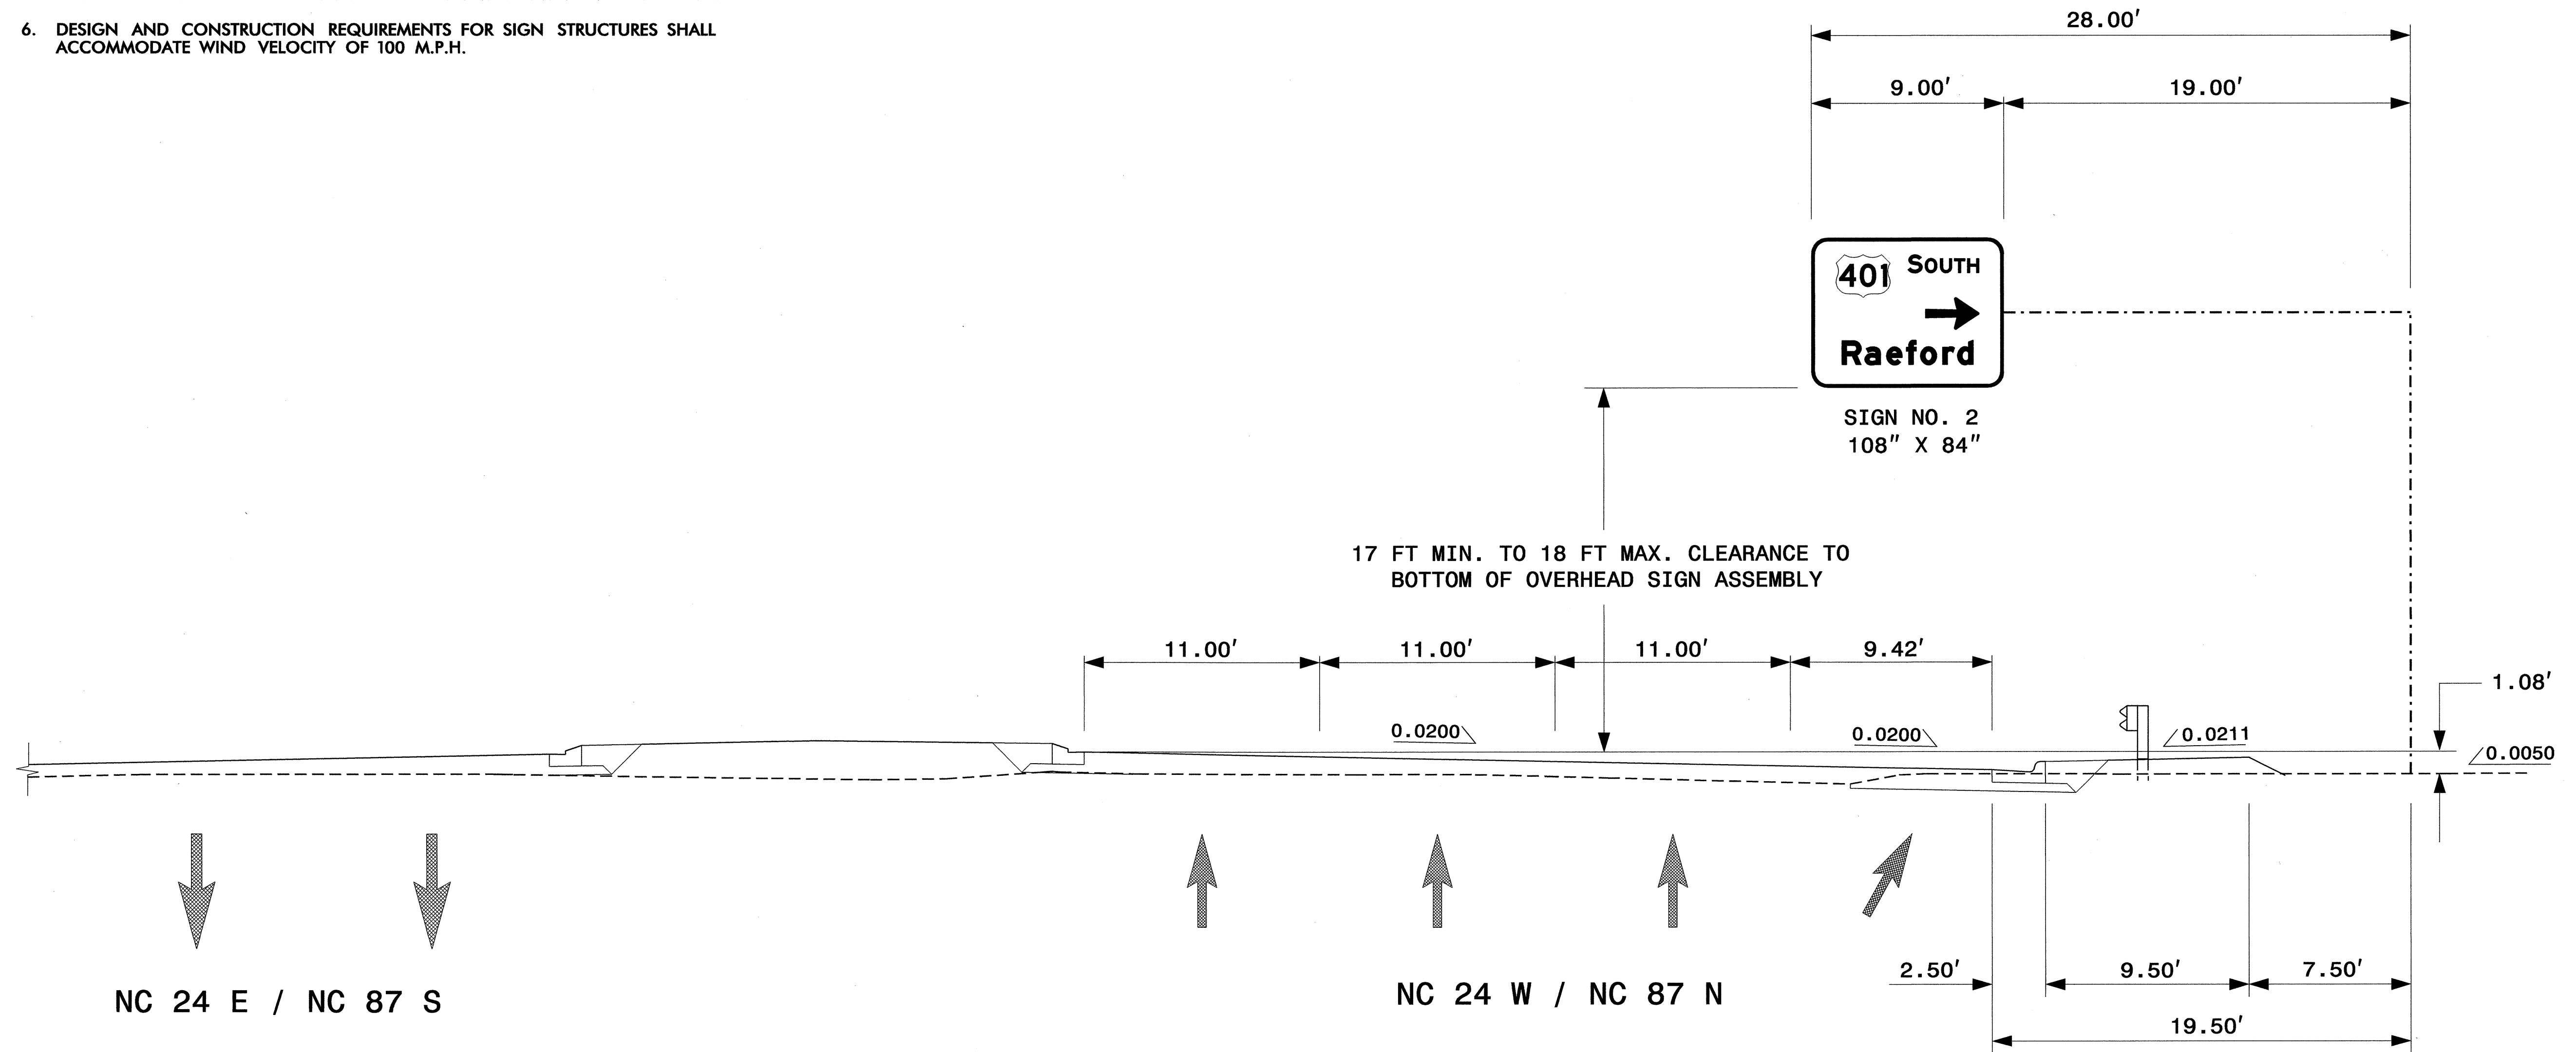 6. DESIGN AND CONSTRUCTION REQUIREMENTS FOR SIGN STRUCTURES SHALL
ACCOMMODATE WIND VELOCITY OF 100 M.P.H.
28.00'
9.00'
19.00'
401 SOUTH
Raeford
SIGN NO. 2
108" X 84"
17 FT MIN. TO 18 FT MAX. CLEARANCE TO
BOTTOM OF OVERHEAD SIGN ASSEMBLY
11.00'
11.00'
11.00'
9.42'
1.08'
0.0200
0.0200
0.0211
0.0050
2.50'
9.50'
7.50'
NC 24 E / NC 87 S
NC 24 W / NC 87 N
19.50'